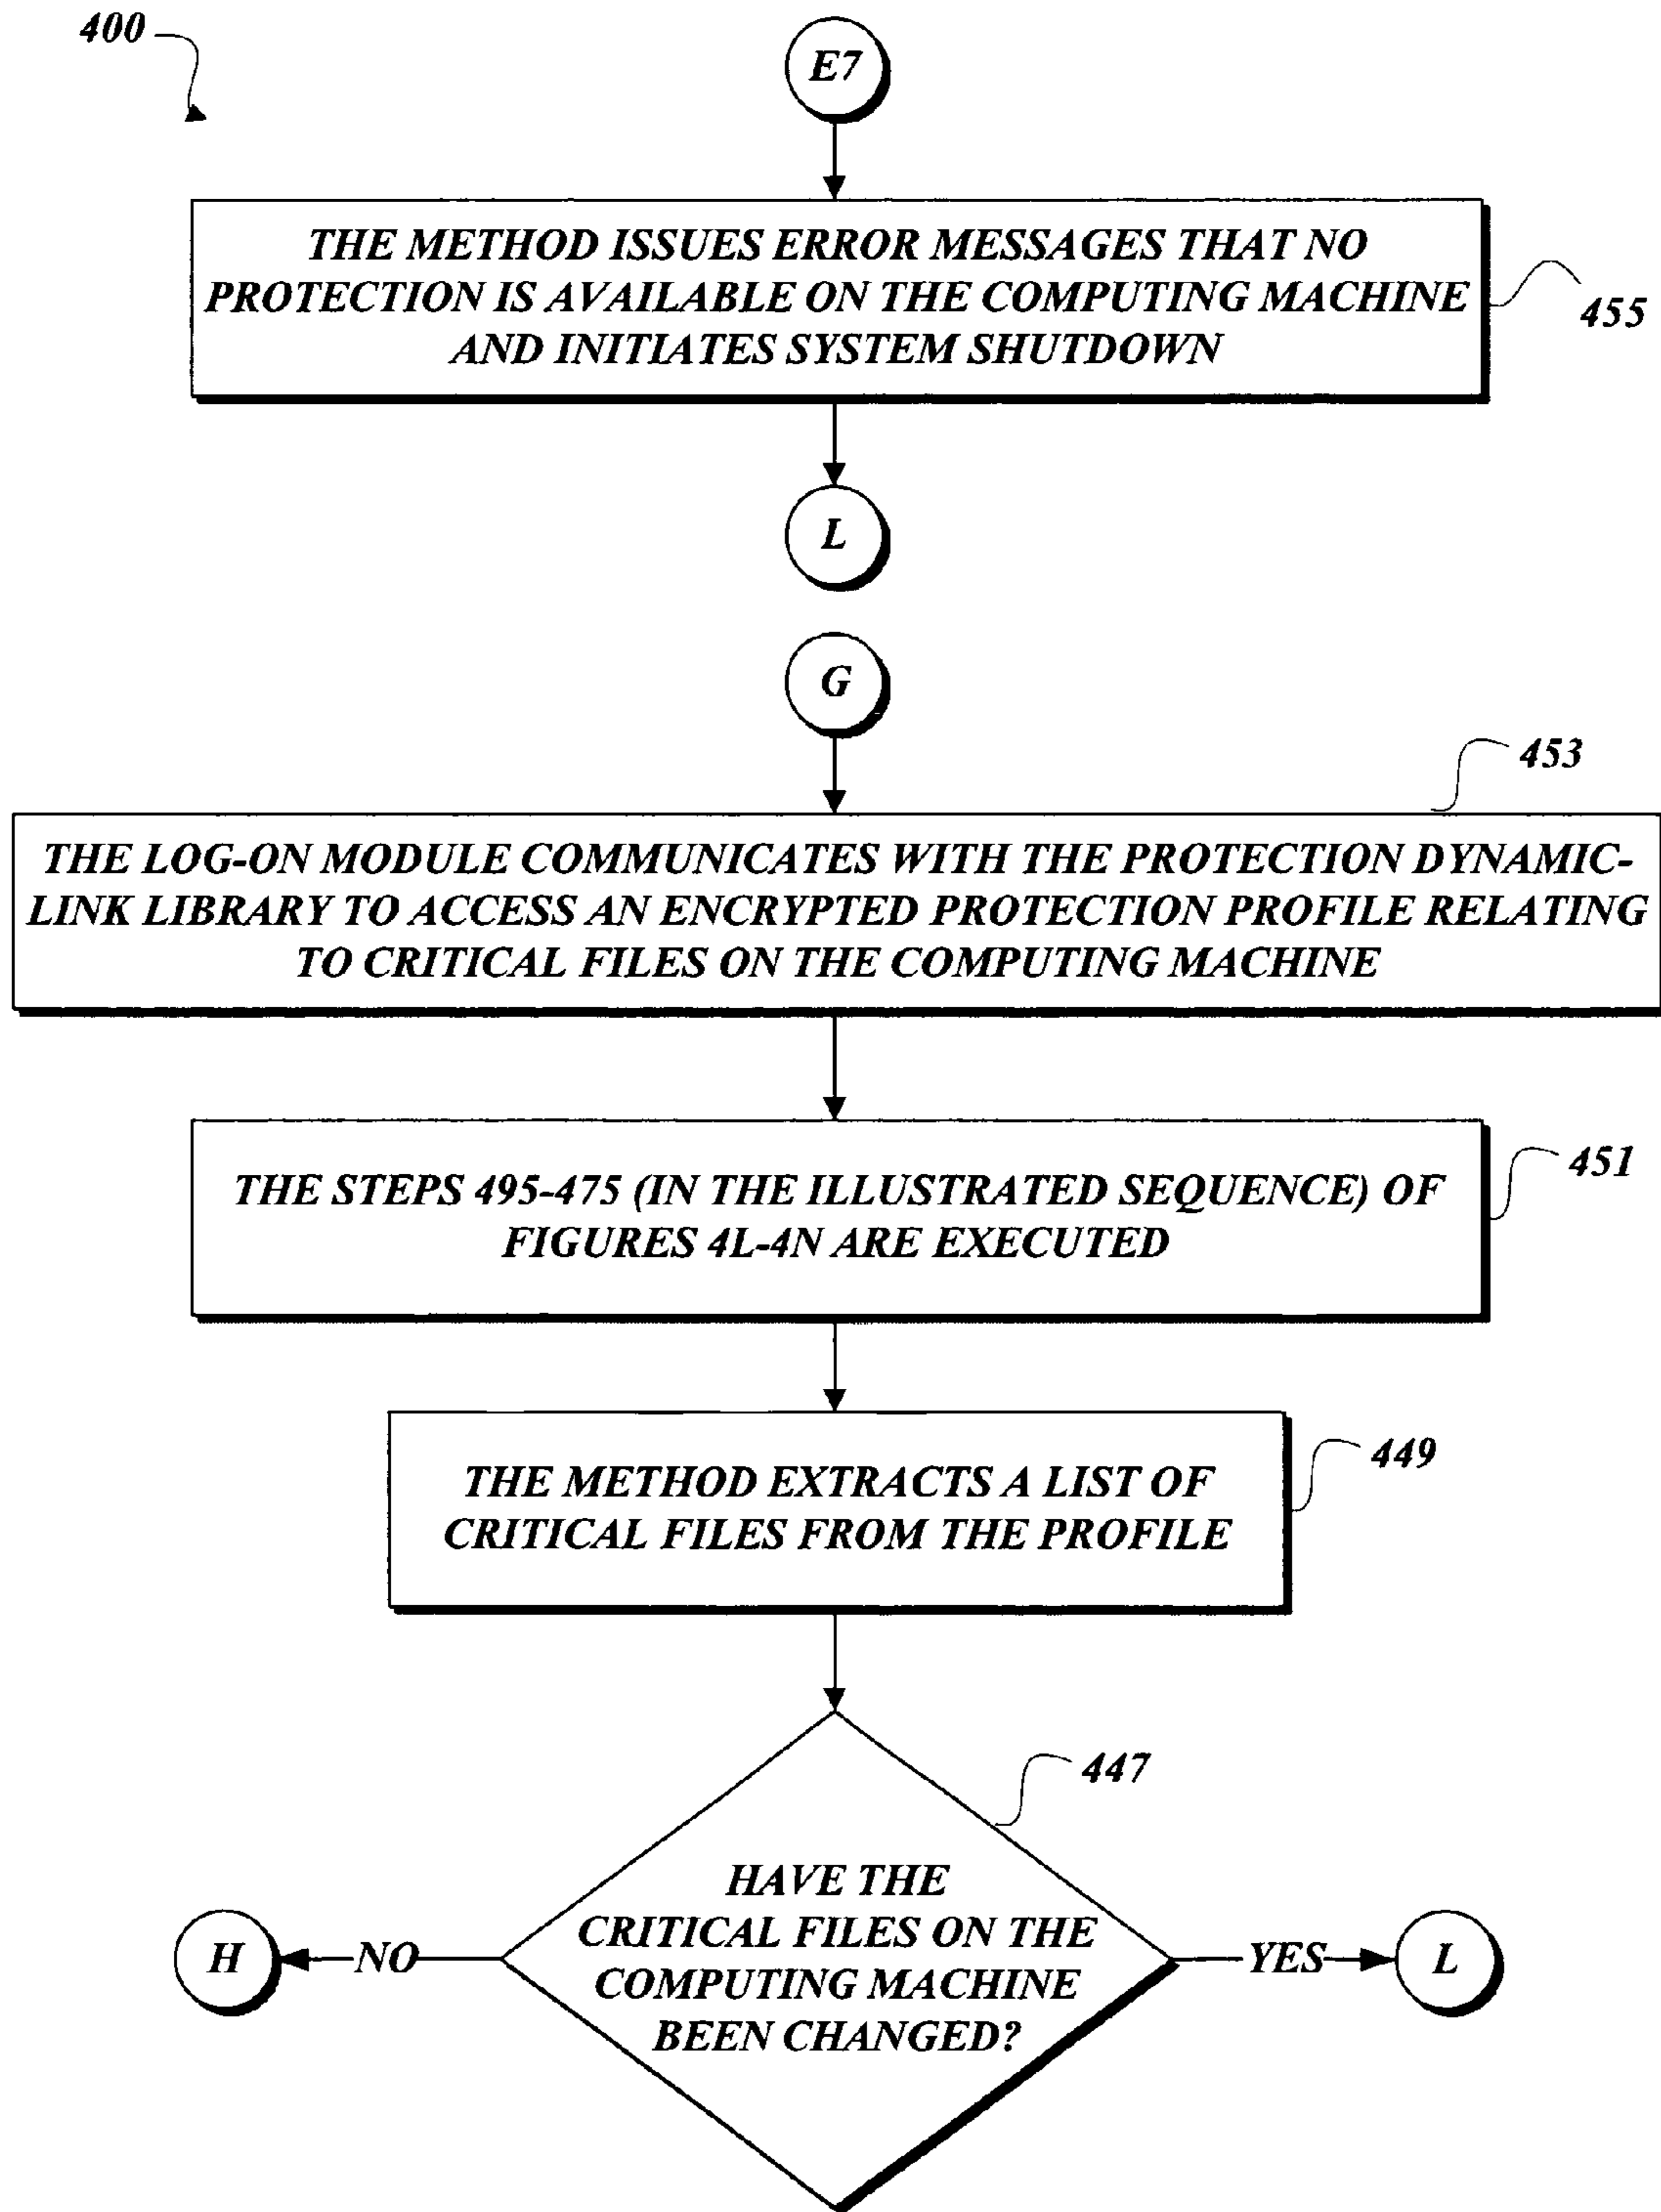 400
E7
THE METHOD ISSUES ERROR MESSAGES THAT NO
PROTECTION IS AVAILABLE ON THE COMPUTING MACHINE
AND INITIATES SYSTEM SHUTDOWN
455
L
G
453
THE LOG-ON MODULE COMMUNICATES WITH THE PROTECTION DYNAMIC-
LINK LIBRARY TO ACCESS AN ENCRYPTED PROTECTION PROFILE RELATING
TO CRITICAL FILES ON THE COMPUTING MACHINE
THE STEPS 495-475 (IN THE ILLUSTRATED SEQUENCE) OF
FIGURES 4L-4N ARE EXECUTED
451
THE METHOD EXTRACTS A LIST OF
CRITICAL FILES FROM THE PROFILE
449
447
HAVE THE
CRITICAL FILES ON THE
COMPUTING MACHINE
BEEN CHANGED?
H
NO
YES
L